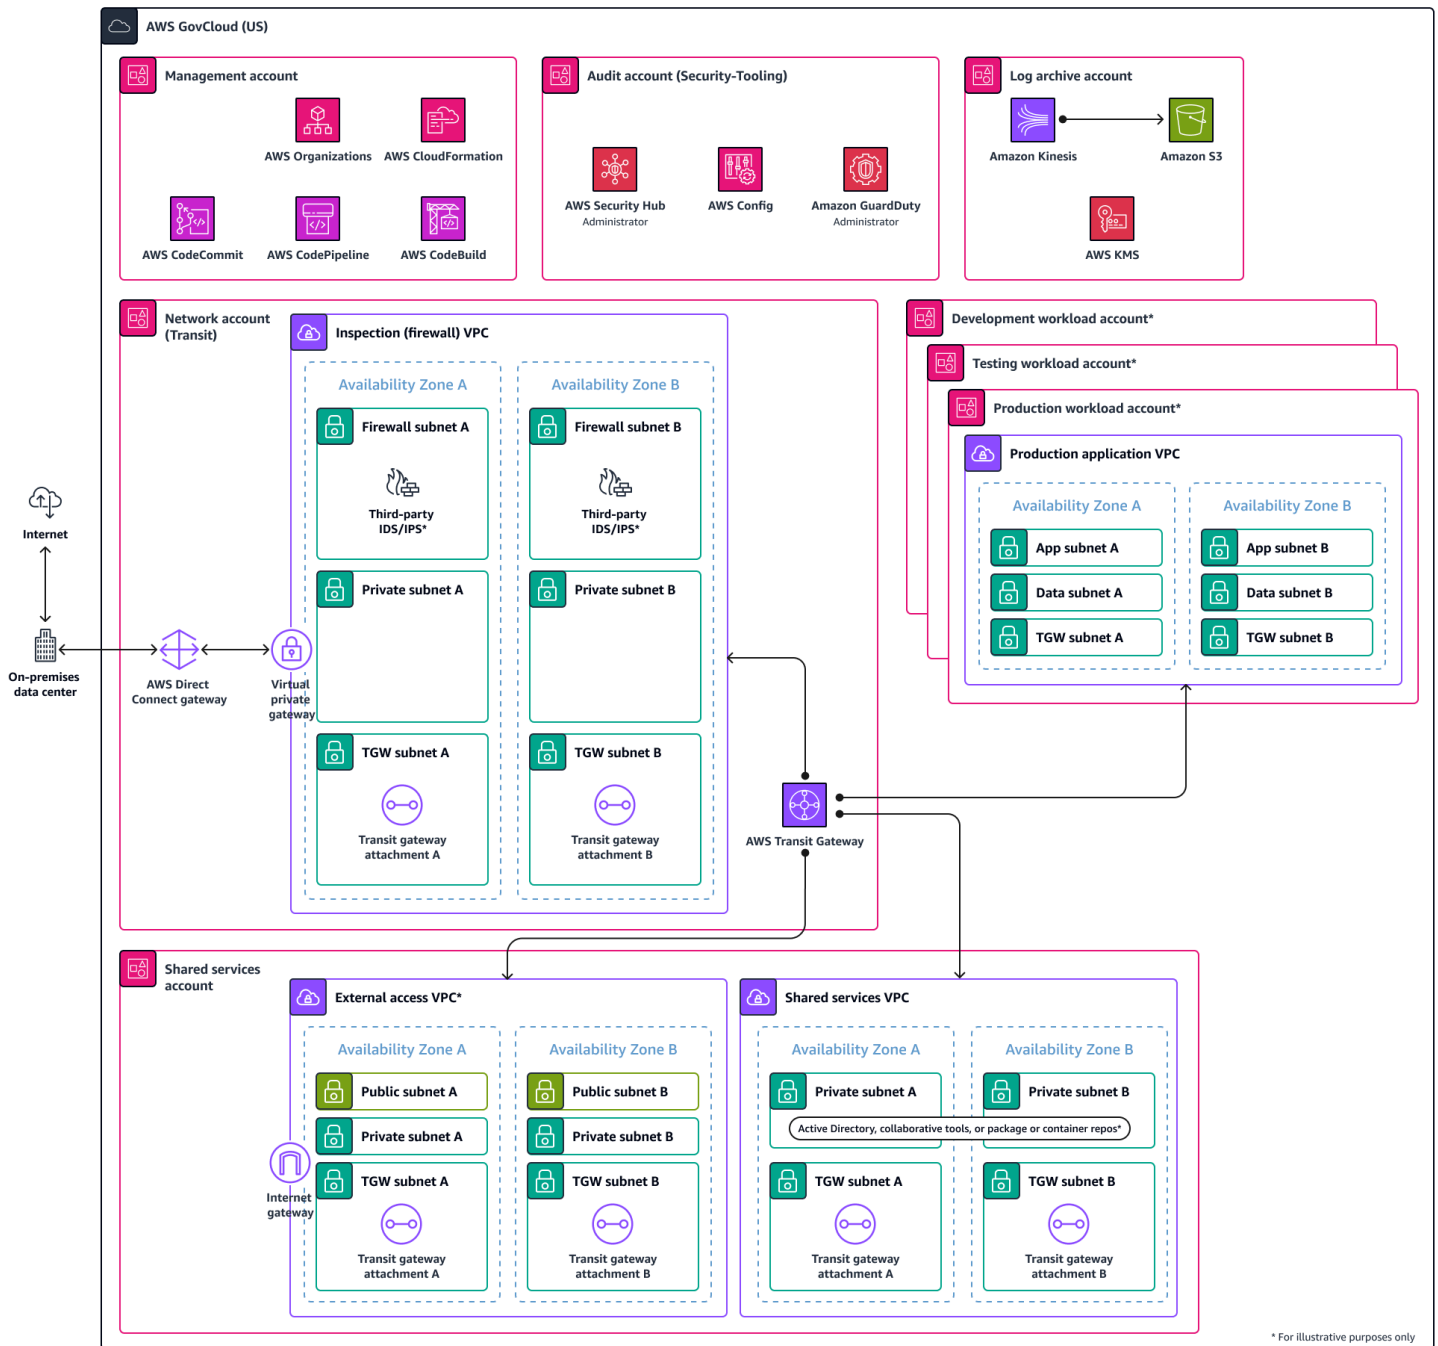 AWS GovCloud (US)
Management account
AWS Organizations
AWS CloudFormation
AWS CodeCommit
AWS CodePipeline
AWS CodeBuild
Audit account (Security-Tooling)
AWS Security Hub
Administrator
AWS Config
Amazon GuardDuty
Administrator
Log archive account
Amazon Kinesis
Amazon S3
AWS KMS
Network account
(Transit)
Inspection (firewall) VPC
Availability Zone A
Firewall subnet A
Third-party
IDS/IPS*
Private subnet A
TGW subnet A
Transit gateway
attachment A
Availability Zone B
Firewall subnet B
Third-party
IDS/IPS*
Private subnet B
TGW subnet B
Transit gateway
attachment B
Internet
On-premises
data center
AWS Direct
Connect gateway
Virtual
private
gateway
AWS Transit Gateway
Development workload account*
Testing workload account*
Production workload account*
Production application VPC
Availability Zone A
App subnet A
Data subnet A
TGW subnet A
Availability Zone B
App subnet B
Data subnet B
TGW subnet B
Shared services
account
External access VPC*
Availability Zone A
Public subnet A
Private subnet A
TGW subnet A
Transit gateway
attachment A
Availability Zone B
Public subnet B
Private subnet B
TGW subnet B
Transit gateway
attachment B
Internet
gateway
Shared services VPC
Availability Zone A
Private subnet A
Availability Zone B
Private subnet B
Active Directory, collaborative tools, or package or container repos*
TGW subnet A
Transit gateway
attachment A
TGW subnet B
Transit gateway
attachment B
* For illustrative purposes only